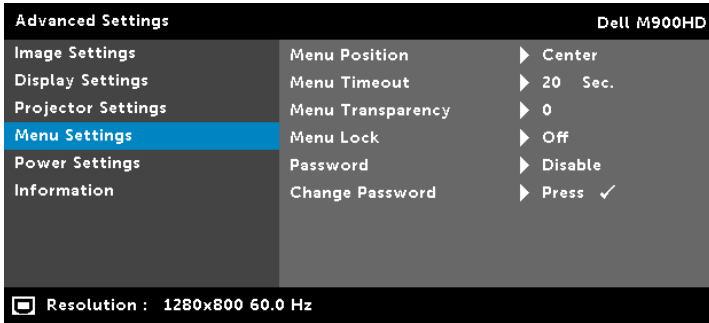 Advanced Settings Dell M900HD
Image Settings Menu Position Center
Display Settings Menu Timeout 20 Sec.
Projector Settings Menu Transparency 0
Menu Settings Menu Lock Off
Power Settings Password Disable
Information Change Password Press ✓
Resolution : 1280x800 60.0 Hz